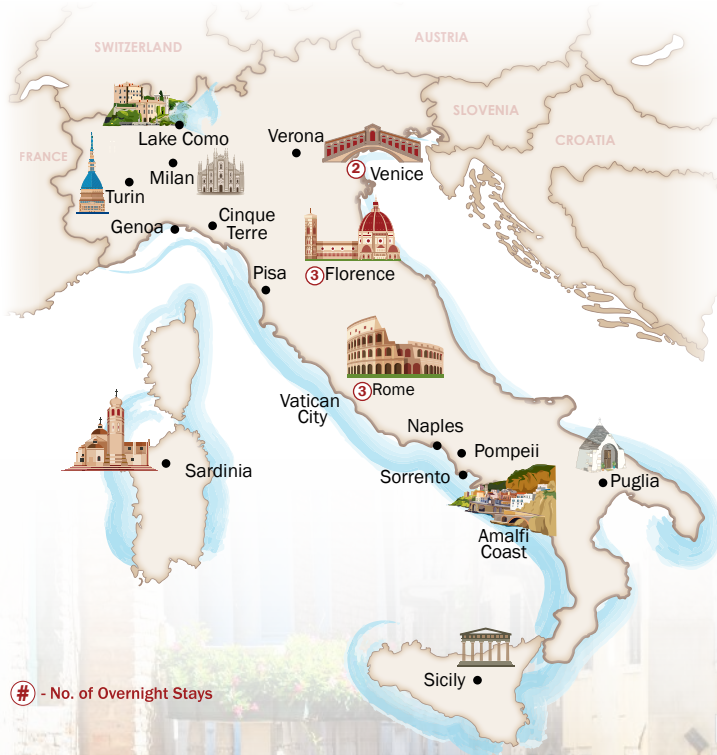 AUSTRIA
SWITZERLAND
SLOVENIA
CROATIA
FRANCE
Lake Como
Verona
Milan
2 Venice
Turin
Genoa
Cinque
Terre
Pisa
3 Florence
3 Rome
Vatican
City
Naples
Pompeii
Sorrento
Puglia
Sardinia
Amalfi
Coast
Sicily
# - No. of Overnight Stays